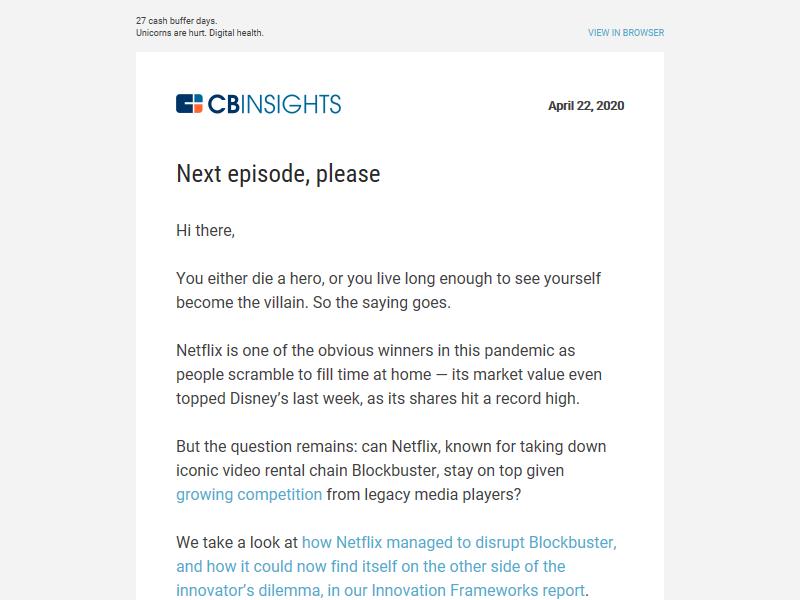 27 cash buffer days.
Unicorns are hurt. Digital health.
VIEW IN BROWSER
CBINSIGHTS
April 22, 2020
Next episode, please
Hi there,
You either die a hero, or you live long enough to see yourself
become the villain. So the saying goes.
Netflix is one of the obvious winners in this pandemic as
people scramble to fill time at home — its market value even
topped Disney’s last week, as its shares hit a record high.
But the question remains: can Netflix, known for taking down
iconic video rental chain Blockbuster, stay on top given
growing competition from legacy media players?
We take a look at how Netflix managed to disrupt Blockbuster,
and how it could now find itself on the other side of the
innovator’s dilemma, in our Innovation Frameworks report.